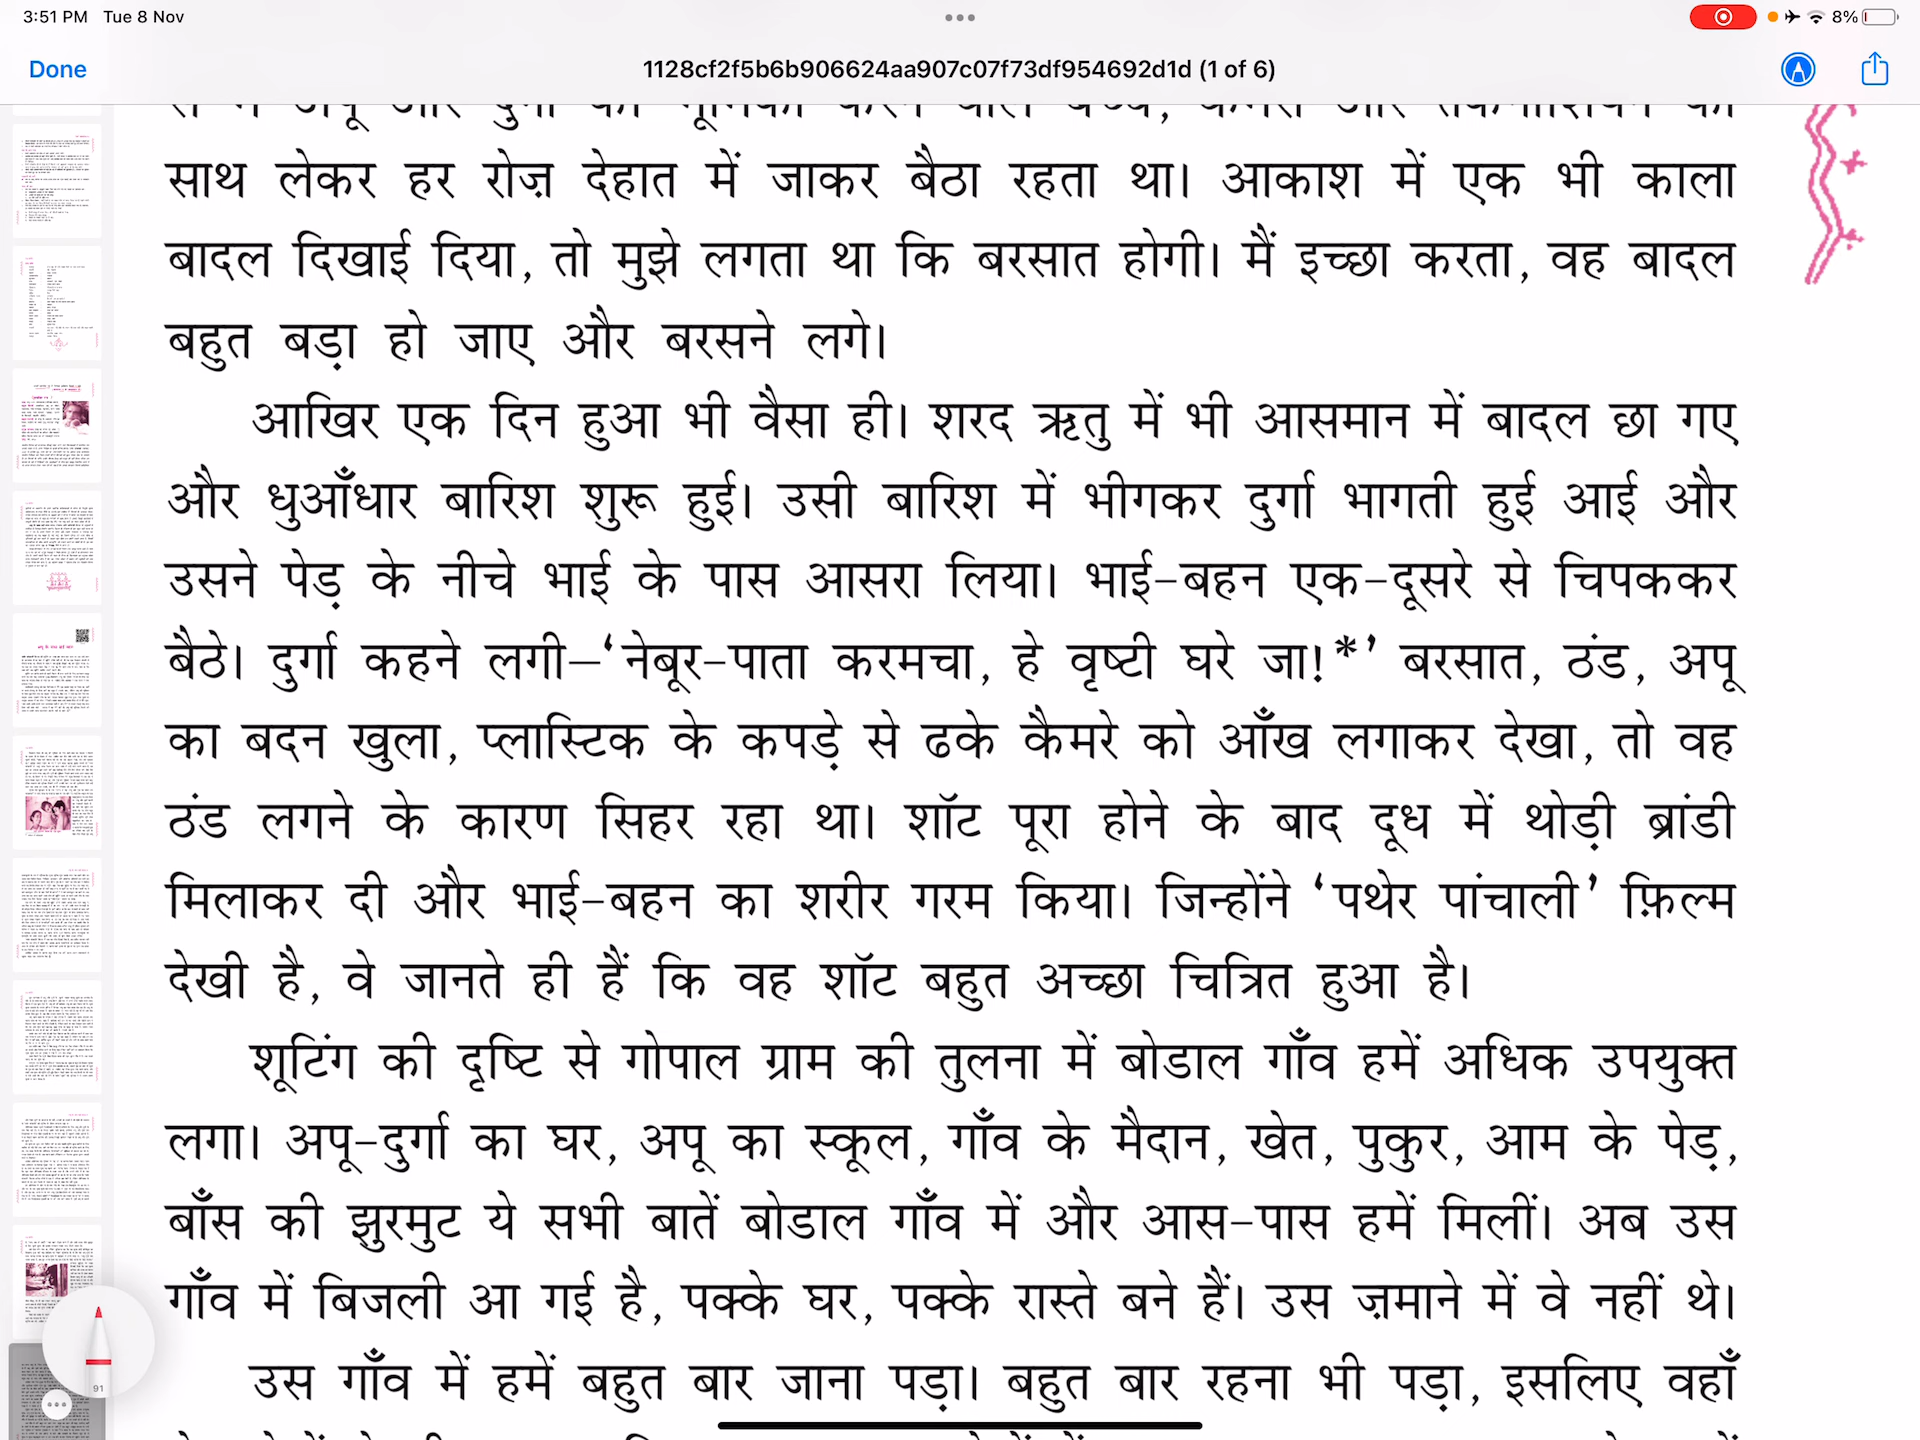 3:51 PM Tue 8 Nov
8%
Done
1128cf2f5b6b906624aa907c07f73df954692d1d (1 of 6)
साथ लेकर हर रोज़ देहात में जाकर बैठा रहता था। आकाश में एक भी काला
बादल दिखाई दिया, तो मुझे लगता था कि बरसात होगी। मैं इच्छा करता, वह बादल
बहुत बड़ा हो जाए और बरसने लगे।
आखिर एक दिन हुआ भी वैसा ही। शरद ऋतु में भी आसमान में बादल छा गए
और धुआँधार बारिश शुरू हुई। उसी बारिश में भीगकर दुर्गा भागती हुई आई और
उसने पेड़ के नीचे भाई के पास आसरा लिया। भाई-बहन एक-दूसरे से चिपककर
बैठे। दुर्गा कहने लगी—‘नेबूर-पाता करमचा, हे वृष्टी घरे जा!*’ बरसात, ठंड, अपू
का बदन खुला, प्लास्टिक के कपड़े से ढके कैमरे को आँख लगाकर देखा, तो वह
ठंड लगने के कारण सिहर रहा था। शॉट पूरा होने के बाद दूध में थोड़ी ब्रांडी
मिलाकर दी और भाई-बहन का शरीर गरम किया। जिन्होंने ‘पथेर पांचाली’ फ़िल्म
देखी है, वे जानते ही हैं कि वह शॉट बहुत अच्छा चित्रित हुआ है।
शूटिंग की दृष्टि से गोपाल ग्राम की तुलना में बोडाल गाँव हमें अधिक उपयुक्त
लगा। अपू-दुर्गा का घर, अपू का स्कूल, गाँव के मैदान, खेत, पुकुर, आम के पेड़,
बाँस की झुरमुट ये सभी बातें बोडाल गाँव में और आस-पास हमें मिलीं। अब उस
गाँव में बिजली आ गई है, पक्के घर, पक्के रास्ते बने हैं। उस ज़माने में वे नहीं थे।
उस गाँव में हमें बहुत बार जाना पड़ा। बहुत बार रहना भी पड़ा, इसलिए वहाँ
91